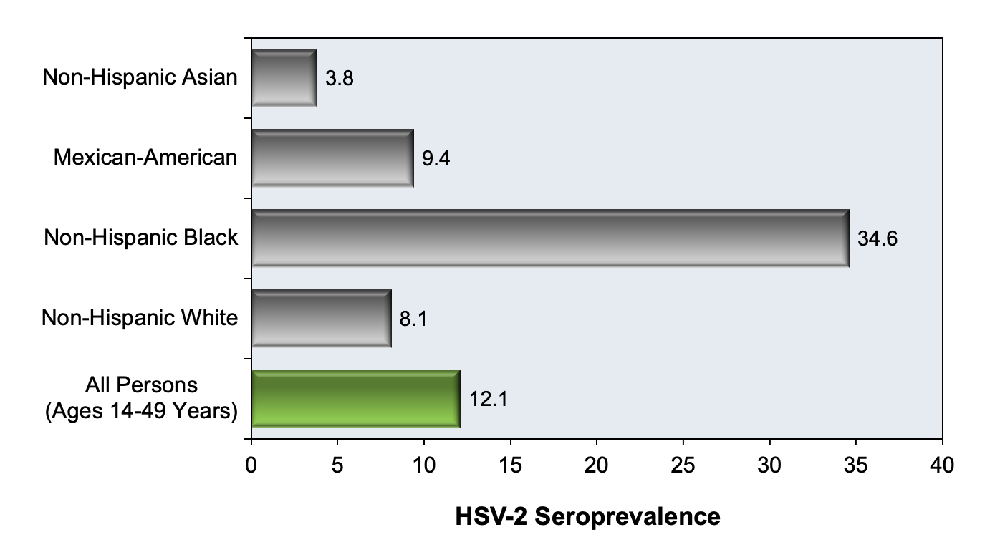 Non-Hispanic Asian
3.8
Mexican-American
9.4
Non-Hispanic Black
34.6
Non-Hispanic White
8.1
All Persons
(Ages 14-49 Years)
12.1
0 5 10 15 20 25 30 35 40
HSV-2 Seroprevalence